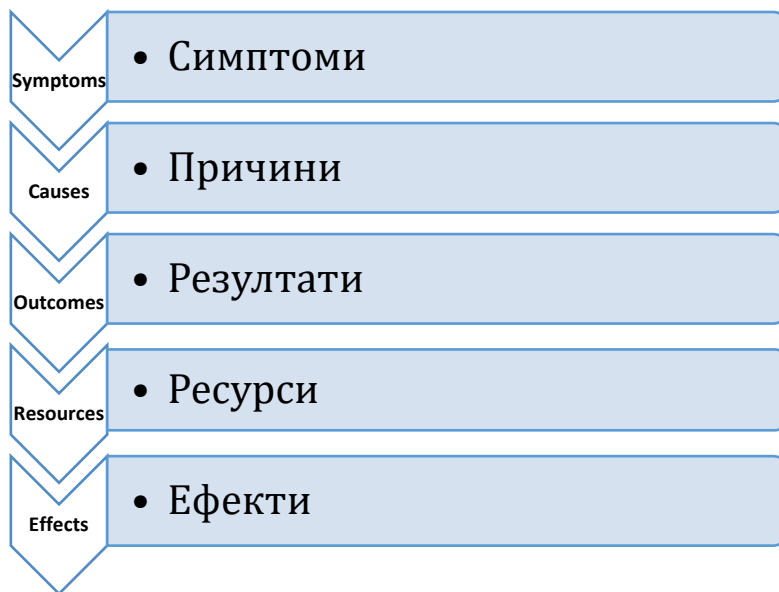 Symptoms
• Симптоми
Causes
• Причини
Outcomes
• Резултати
Resources
• Ресурси
Effects
• Ефекти